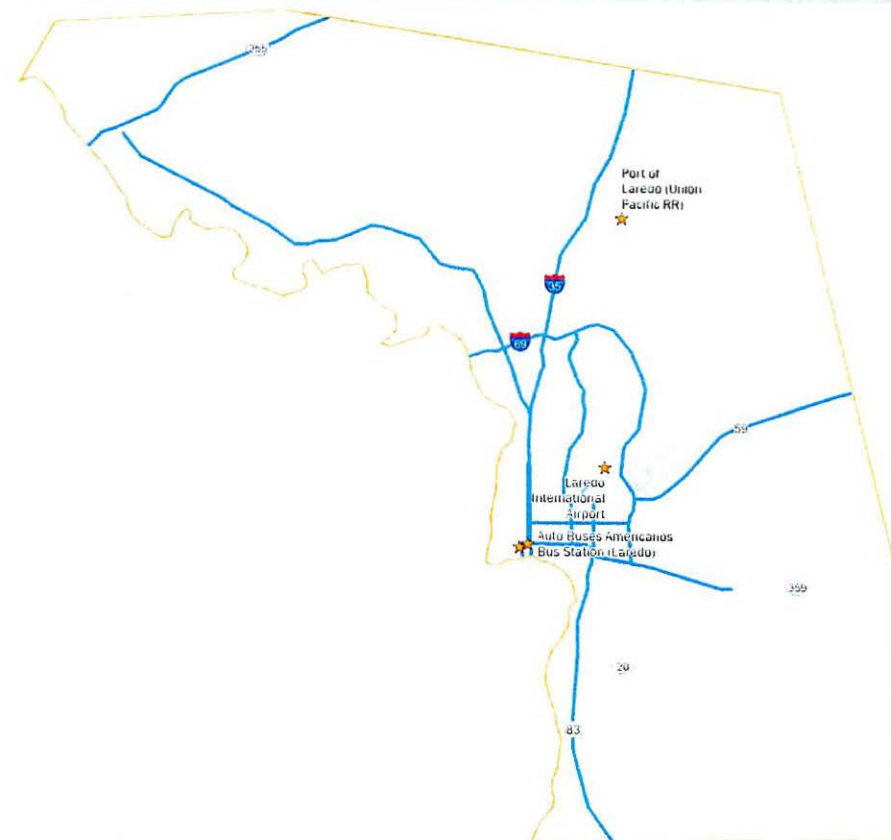 255
Port of
Laredo (Union
Pacific RR)
35
69
59
Laredo
International
Airport
Auto Buses Americanos
Bus Station (Laredo)
359
20
83